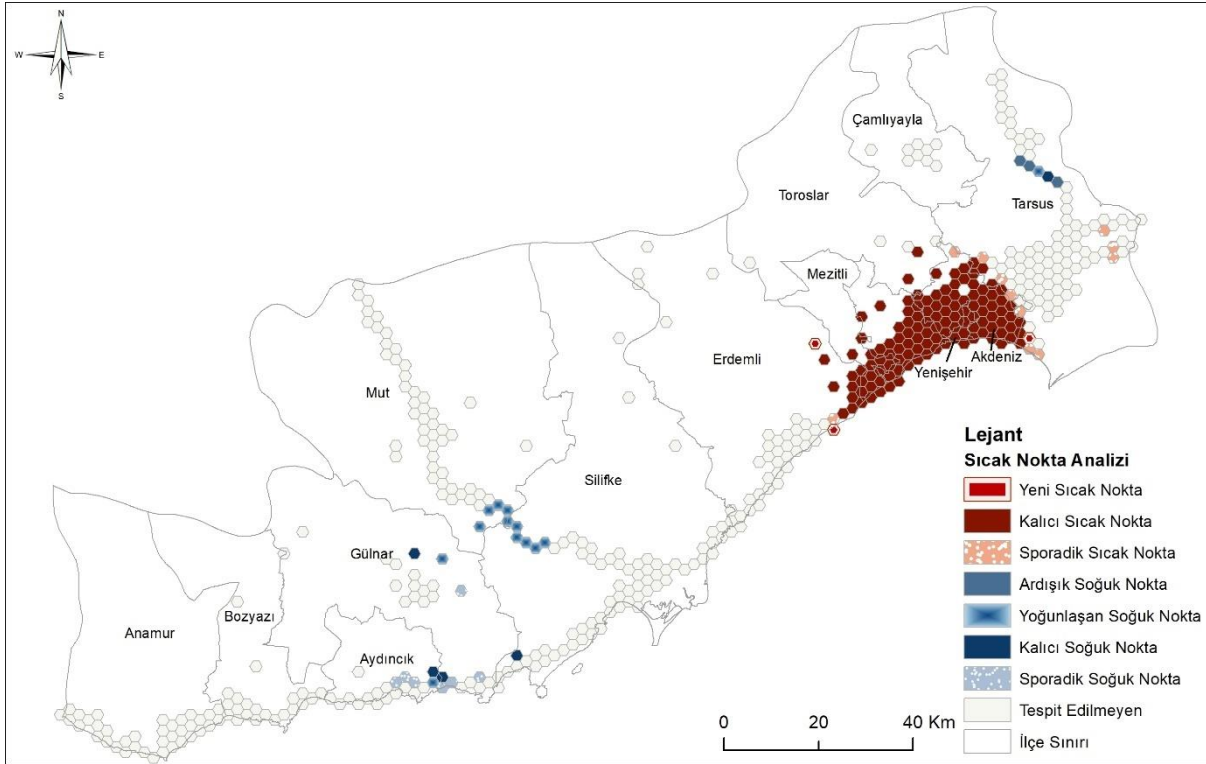 N
W E
S
Çamlıyayla
Toroslar
Tarsus
Mezitli
Erdemli
Akdeniz
Yenişehir
Mut
Silifke
Gülnar
Bozyazı
Anamur
Aydıncık
Lejant
Sıcak Nokta Analizi
Yeni Sıcak Nokta
Kalıcı Sıcak Nokta
Sporadik Sıcak Nokta
Ardışık Soğuk Nokta
Yoğunlaşan Soğuk Nokta
Kalıcı Soğuk Nokta
Sporadik Soğuk Nokta
Tespit Edilmeyen
İlçe Sınırı
0 20 40 Km